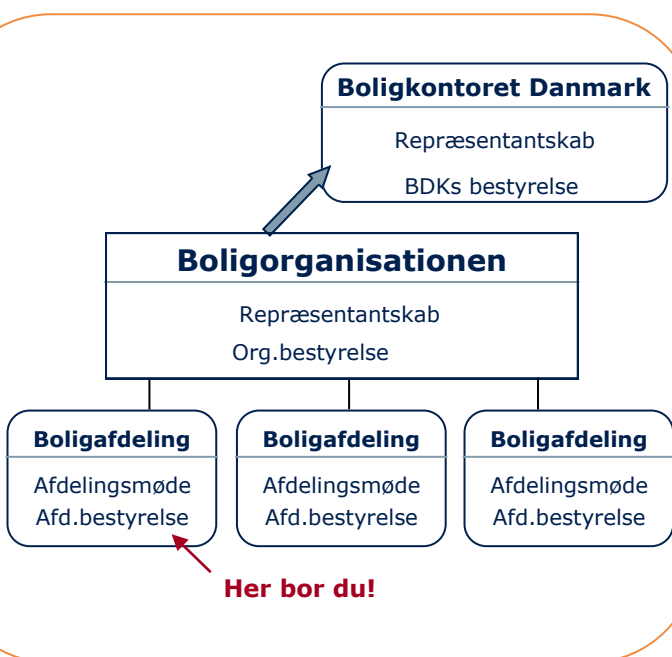 Boligkontoret Danmark
Repræsentantskab
BDKs bestyrelse
Boligorganisationen
Repræsentantskab
Org.bestyrelse
Boligafdeling
Afdelingsmøde
Afd.bestyrelse
Boligafdeling
Afdelingsmøde
Afd.bestyrelse
Boligafdeling
Afdelingsmøde
Afd.bestyrelse
Her bor du!